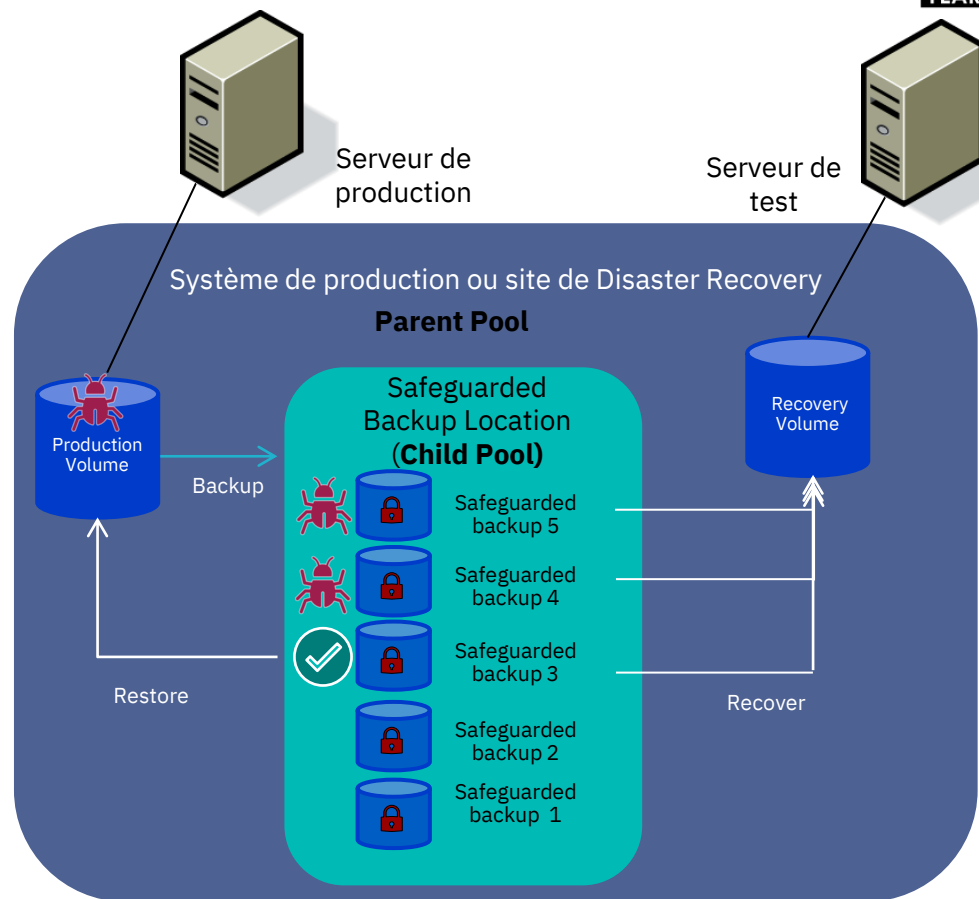 Serveur de
production
Serveur de
test
Système de production ou site de Disaster Recovery
Parent Pool
Safeguarded
Backup Location
(Child Pool)
Production
Volume
Backup
Recovery
Volume
Safeguarded
backup 5
Safeguarded
backup 4
Safeguarded
backup 3
Restore
Recover
Safeguarded
backup 2
Safeguarded
backup 1